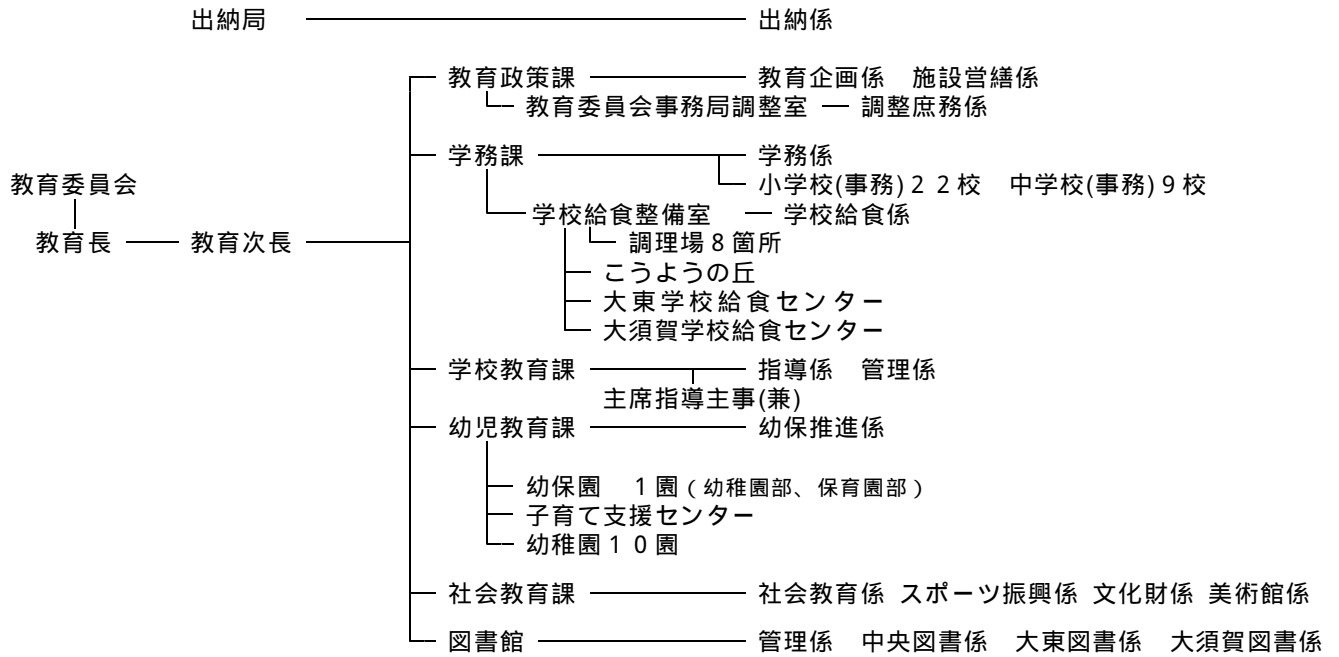 出納局 出納係
教育政策課 教育企画係 施設営繕係
教育委員会事務局調整室 調整庶務係
学務課 学務係
教育委員会 小学校(事務)２２校 中学校(事務)９校
学校給食整備室 学校給食係
教育長 教育次長 調理場８箇所
こうようの丘
大東学校給食センター
大須賀学校給食センター
学校教育課 指導係 管理係
主席指導主事(兼)
幼児教育課 幼保推進係
幼保園 １園（幼稚園部、保育園部）
子育て支援センター
幼稚園１０園
社会教育課 社会教育係 スポーツ振興係 文化財係 美術館係
図書館 管理係 中央図書係 大東図書係 大須賀図書係